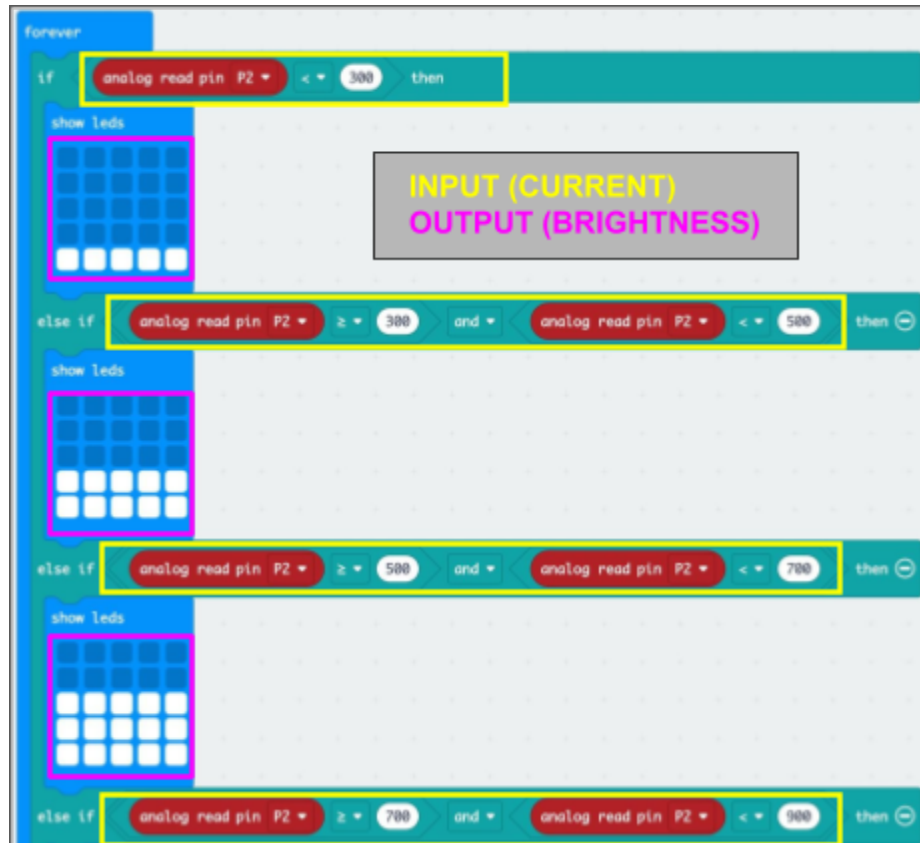 forever
if analog read pin P2 < 300 then
show leds
INPUT (CURRENT)
OUTPUT (BRIGHTNESS)
else if analog read pin P2 ≥ 300 and analog read pin P2 < 500 then
show leds
else if analog read pin P2 ≥ 500 and analog read pin P2 < 700 then
show leds
else if analog read pin P2 ≥ 700 and analog read pin P2 < 900 then